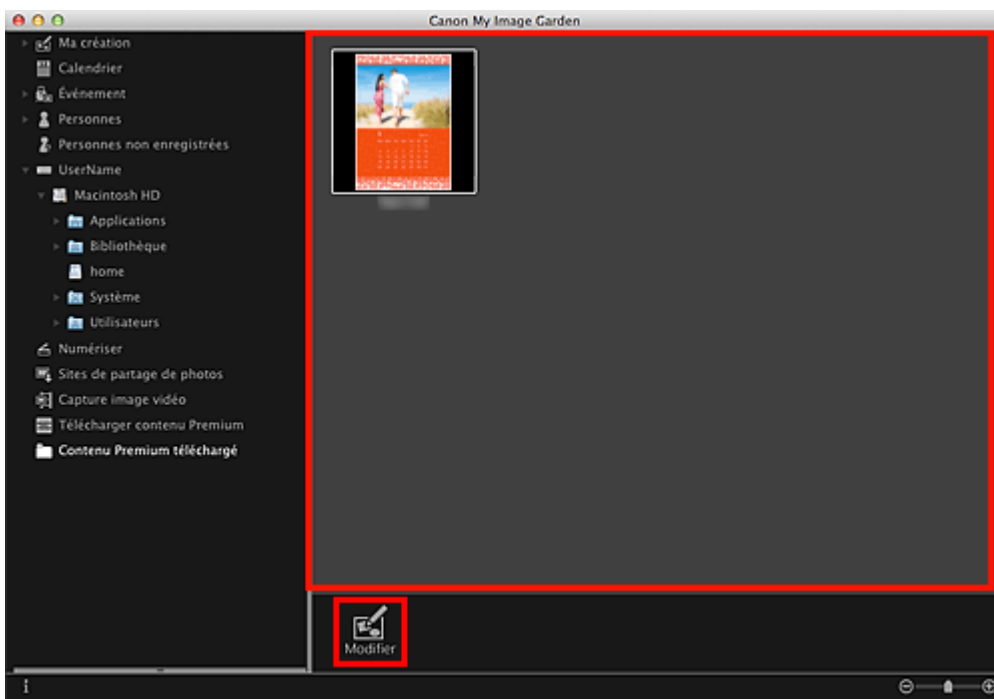 Canon My Image Garden
Ma création
Calendrier
Événement
Personnes
Personnes non enregistrées
UserName
Macintosh HD
Applications
Bibliothèque
home
Système
Utilisateurs
Numériser
Sites de partage de photos
Capture image vidéo
Télécharger contenu Premium
Contenu Premium téléchargé
Modifier